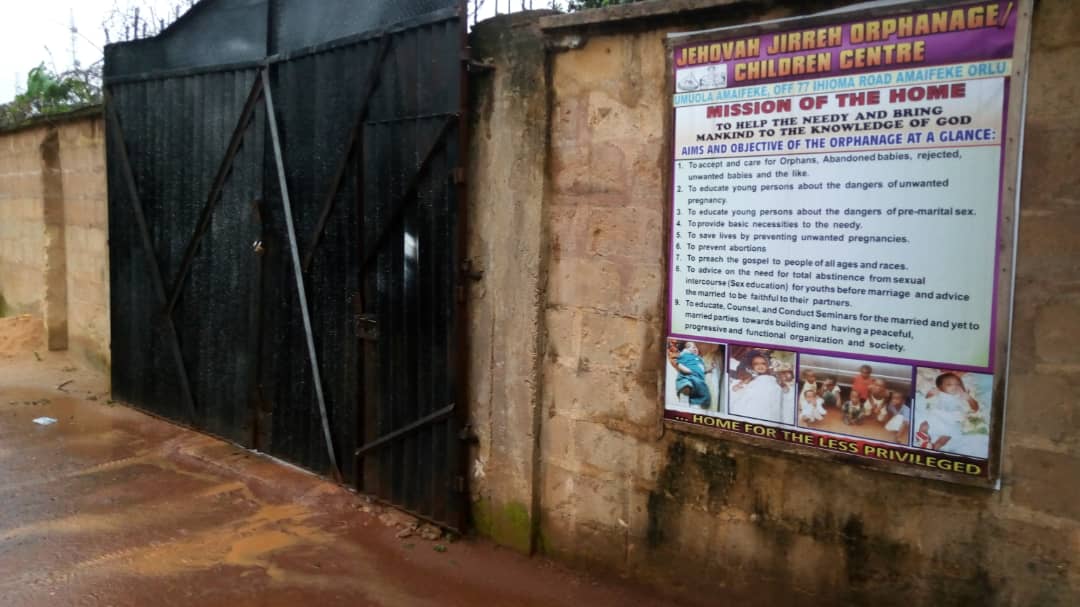 JEHOVAH JIRREH ORPHANAGE/
CHILDREN CENTRE
UMUOLA AMAIFEKE, OFF 77 IHIOMA ROAD AMAIFEKE ORLU
MISSION OF THE HOME
TO HELP THE NEEDY AND BRING
MANKIND TO THE KNOWLEDGE OF GOD
AIMS AND OBJECTIVE OF THE ORPHANAGE AT A GLANCE:
1. To accept and care for Orphans, Abandoned babies, rejected,
unwanted babies and the like.
2. To educate young persons about the dangers of unwanted
pregnancy.
3. To educate young persons about the dangers of pre-marital sex.
4. To provide basic necessities to the needy.
5. To save lives by preventing unwanted pregnancies.
6. To prevent abortions
7. To preach the gospel to people of all ages and races.
8. To advice on the need for total abstinence from sexual
intercourse (Sex education) for youths before marriage and advice
the married to be faithful to their partners.
9. To educate, Counsel, and Conduct Seminars for the married and yet to
married parties towards building and having a peaceful,
progressive and functional organization and society.
... HOME FOR THE LESS PRIVILEGED